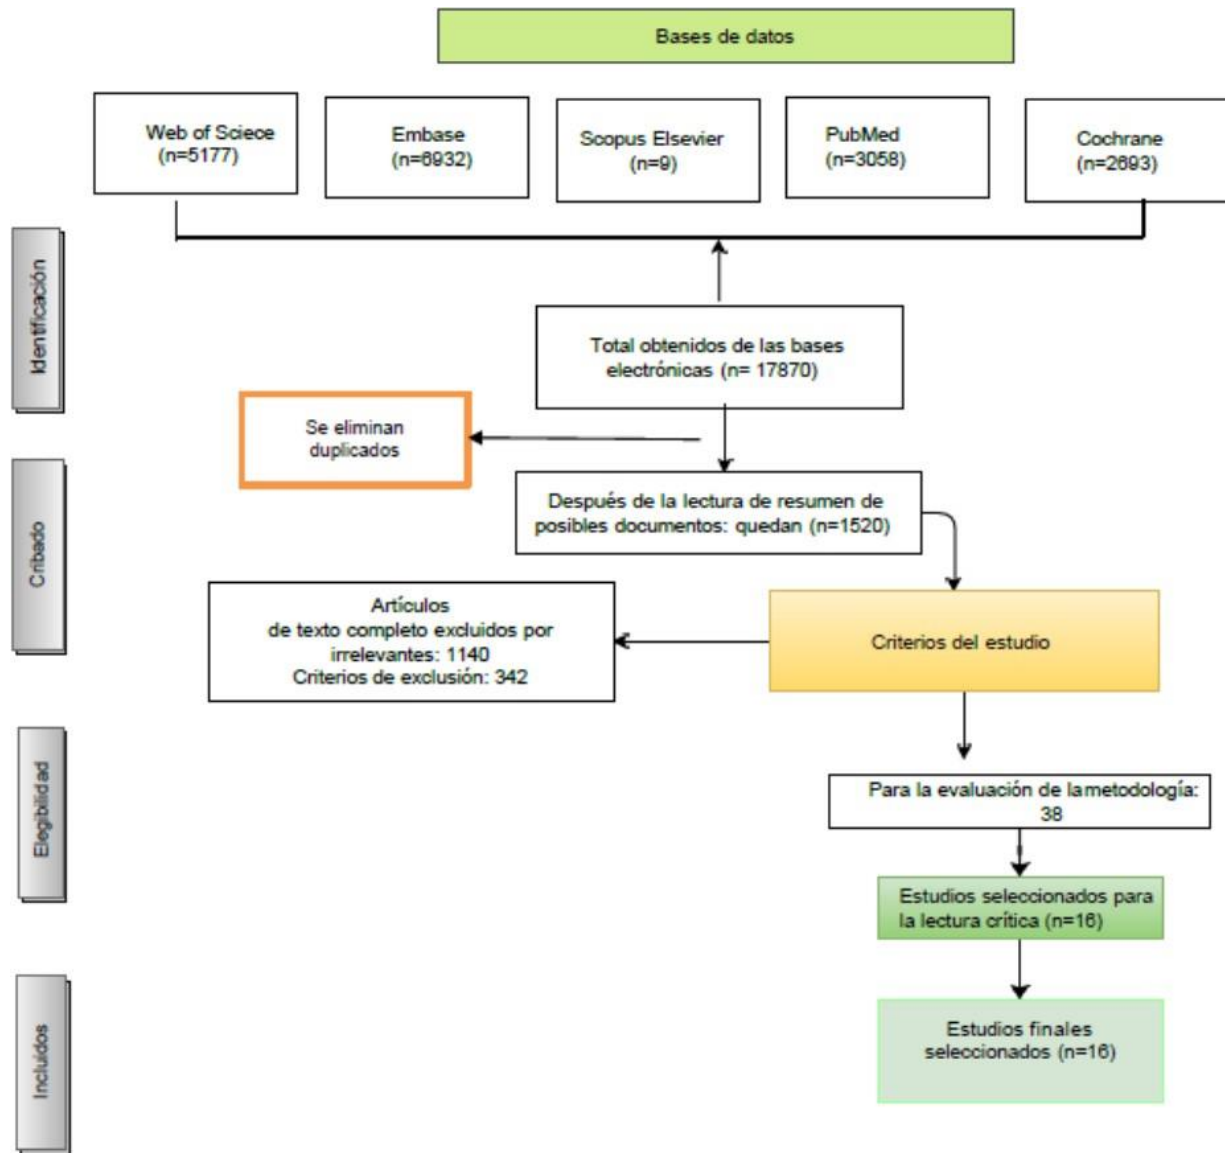 Bases de datos
Web of Sciece
(n=5177)
Embase
(n=6932)
Scopus Elsevier
(n=9)
PubMed
(n=3058)
Cochrane
(n=2693)
Identificación
Total obtenidos de las bases
electrónicas (n= 17870)
Se eliminan
duplicados
Cribado
Después de la lectura de resumen de
posibles documentos: quedan (n=1520)
Artículos
de texto completo excluidos por
irrelevantes: 1140
Criterios de exclusión: 342
Criterios del estudio
Elegibilidad
Para la evaluación de lametodología:
38
Estudios seleccionados para
la lectura crítica (n=16)
Incluidos
Estudios finales
seleccionados (n=16)